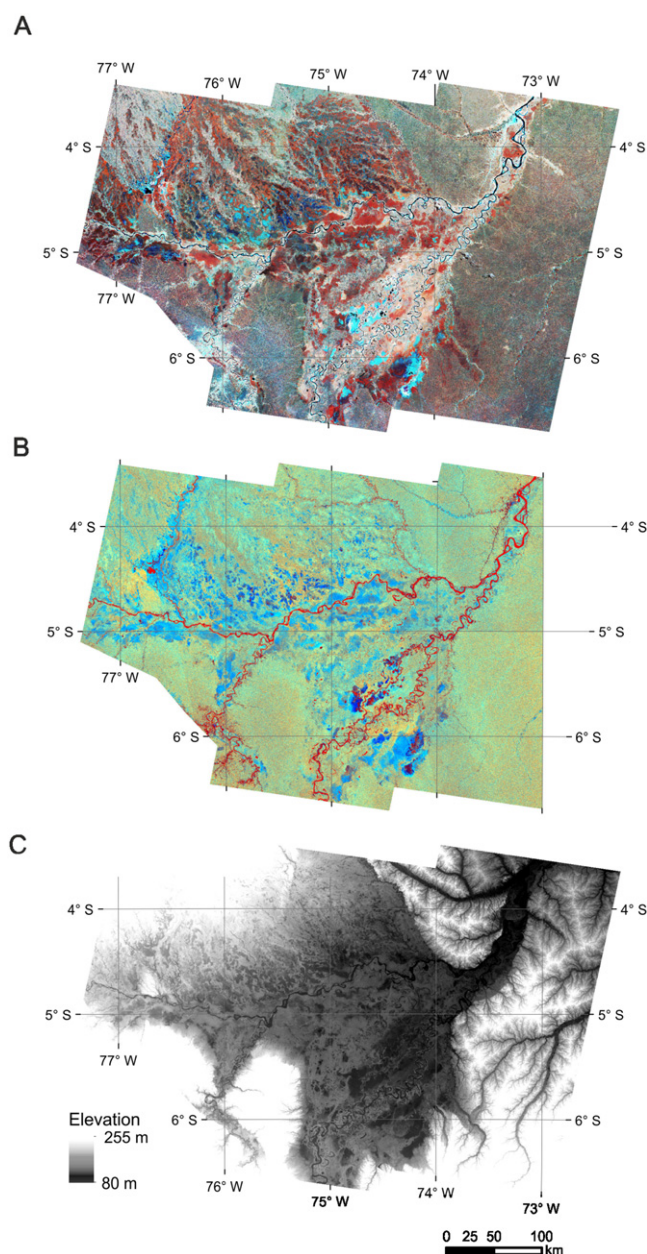 A
77° W 76° W 75° W 74° W 73° W
4° S 4° S
5° S 5° S
77° W
6° S 6° S
B
4° S 4° S
5° S 5° S
77° W
6° S 6° S
C
4° S 4° S
5° S 5° S
77° W
6° S 6° S
Elevation
255 m
80 m
76° W 75° W 74° W 73° W
0 25 50 100
km